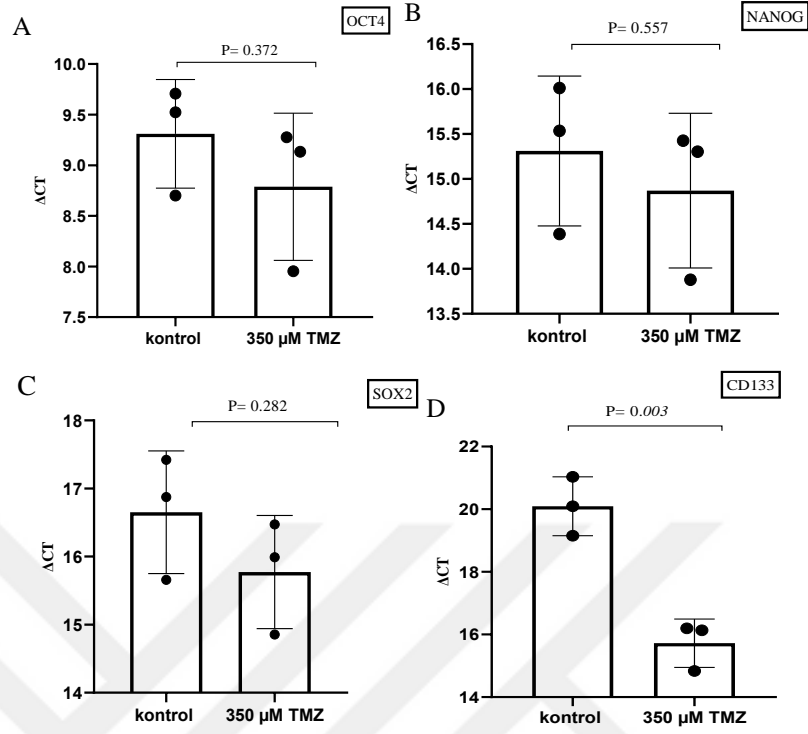 A
OCT4
P= 0.372
10.0
9.5
9.0
8.5
8.0
7.5
ΔCT
kontrol
350 µM TMZ
B
NANOG
P= 0.557
16.5
16.0
15.5
15.0
14.5
14.0
13.5
ΔCT
kontrol
350 µM TMZ
C
SOX2
P= 0.282
18
17
16
15
14
ΔCT
kontrol
350 µM TMZ
D
CD133
P= 0.003
22
20
18
16
14
ΔCT
kontrol
350 µM TMZ